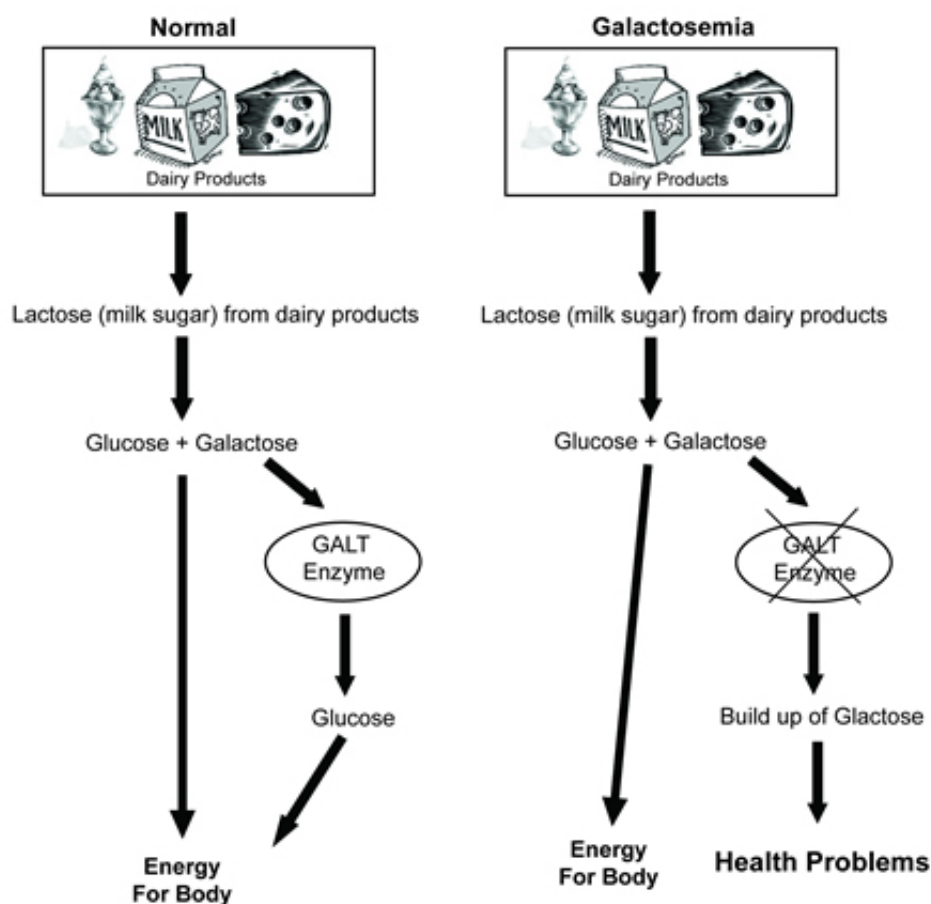 Normal
MILK
Dairy Products
Lactose (milk sugar) from dairy products
Glucose + Galactose
GALT
Enzyme
Glucose
Energy
For Body
Galactosemia
MILK
Dairy Products
Lactose (milk sugar) from dairy products
Glucose + Galactose
GALT
Enzyme
Build up of Glactose
Energy
For Body
Health Problems